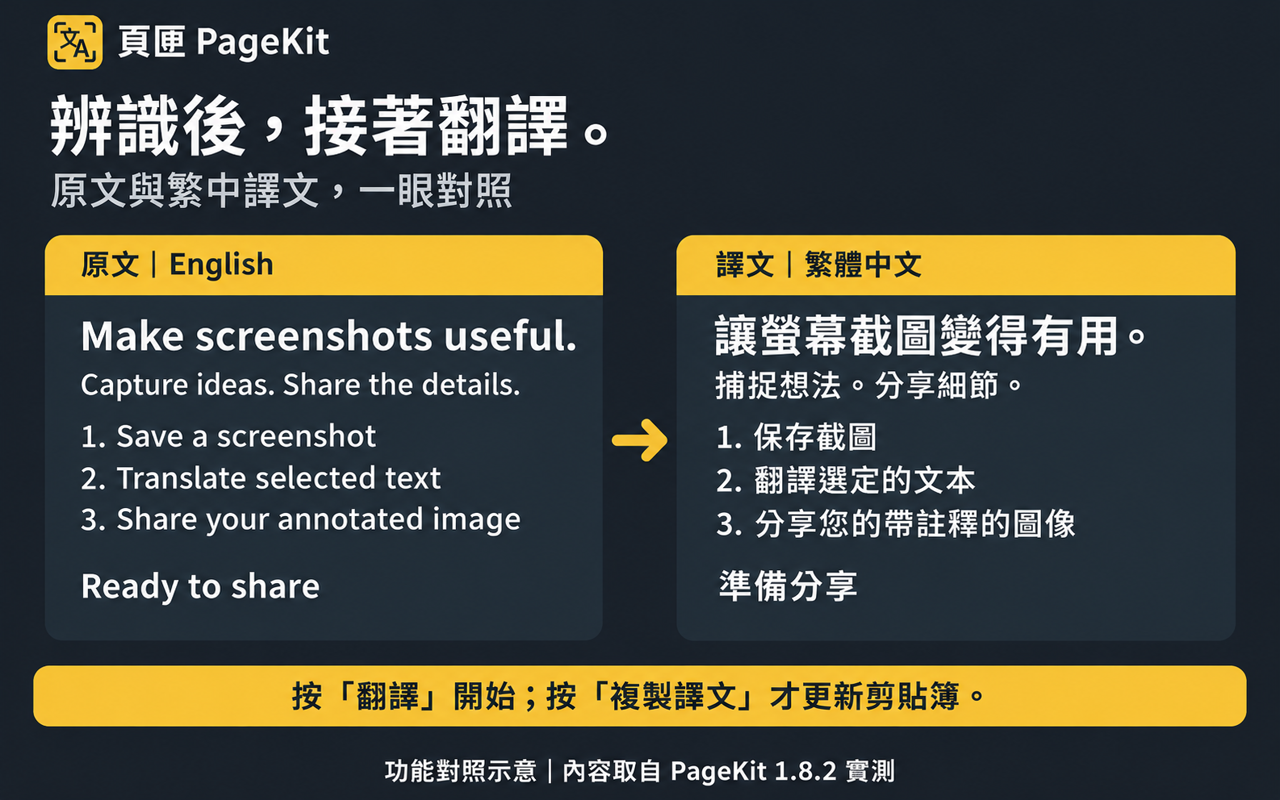 頁匣 PageKit
辨識後，接著翻譯。
原文與繁中譯文，一眼對照
原文｜English
Make screenshots useful.
Capture ideas. Share the details.
1. Save a screenshot
2. Translate selected text
3. Share your annotated image
Ready to share
譯文｜繁體中文
讓螢幕截圖變得有用。
捕捉想法。分享細節。
1. 保存截圖
2. 翻譯選定的文本
3. 分享您的帶註釋的圖像
準備分享
按「翻譯」開始；按「複製譯文」才更新剪貼簿。
功能對照示意｜內容取自 PageKit 1.8.2 實測